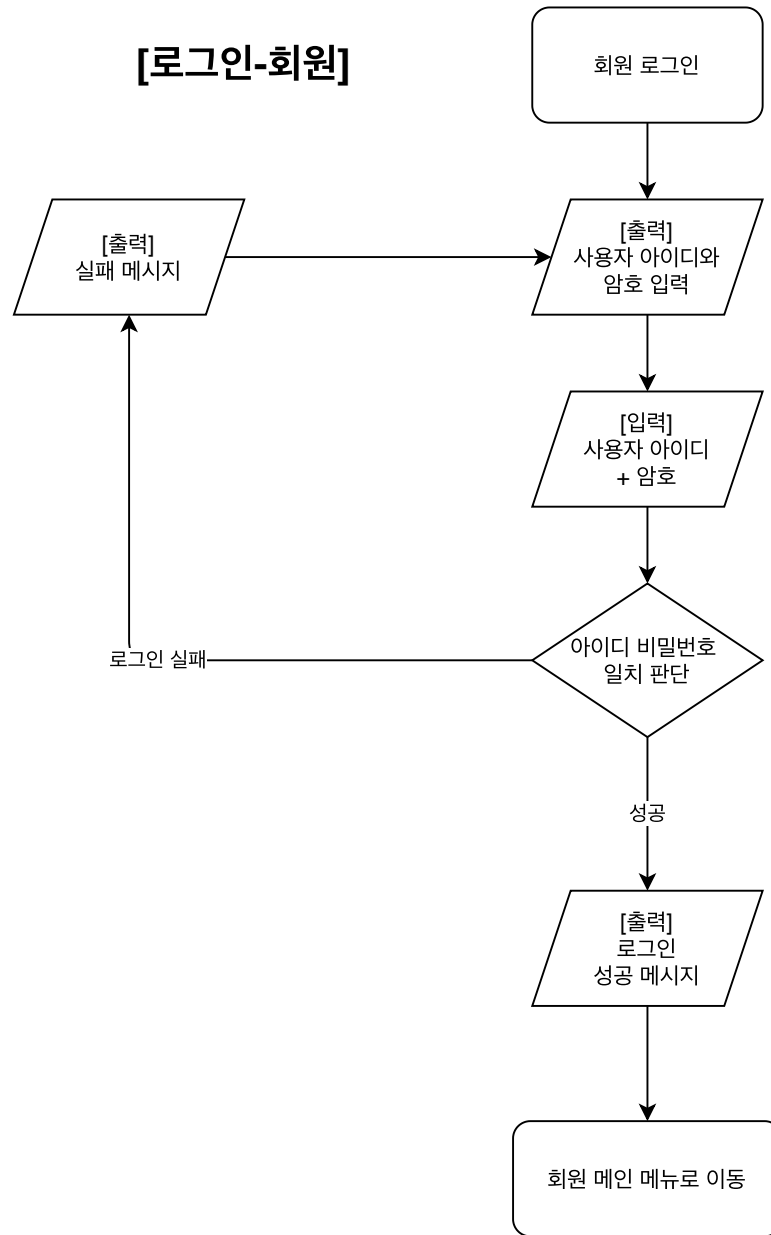 [로그인-회원]
회원 로그인
[출력]
실패 메시지
[출력]
사용자 아이디와
암호 입력
[입력]
사용자 아이디
+ 암호
아이디 비밀번호
일치 판단
로그인 실패
성공
[출력]
로그인
성공 메시지
회원 메인 메뉴로 이동